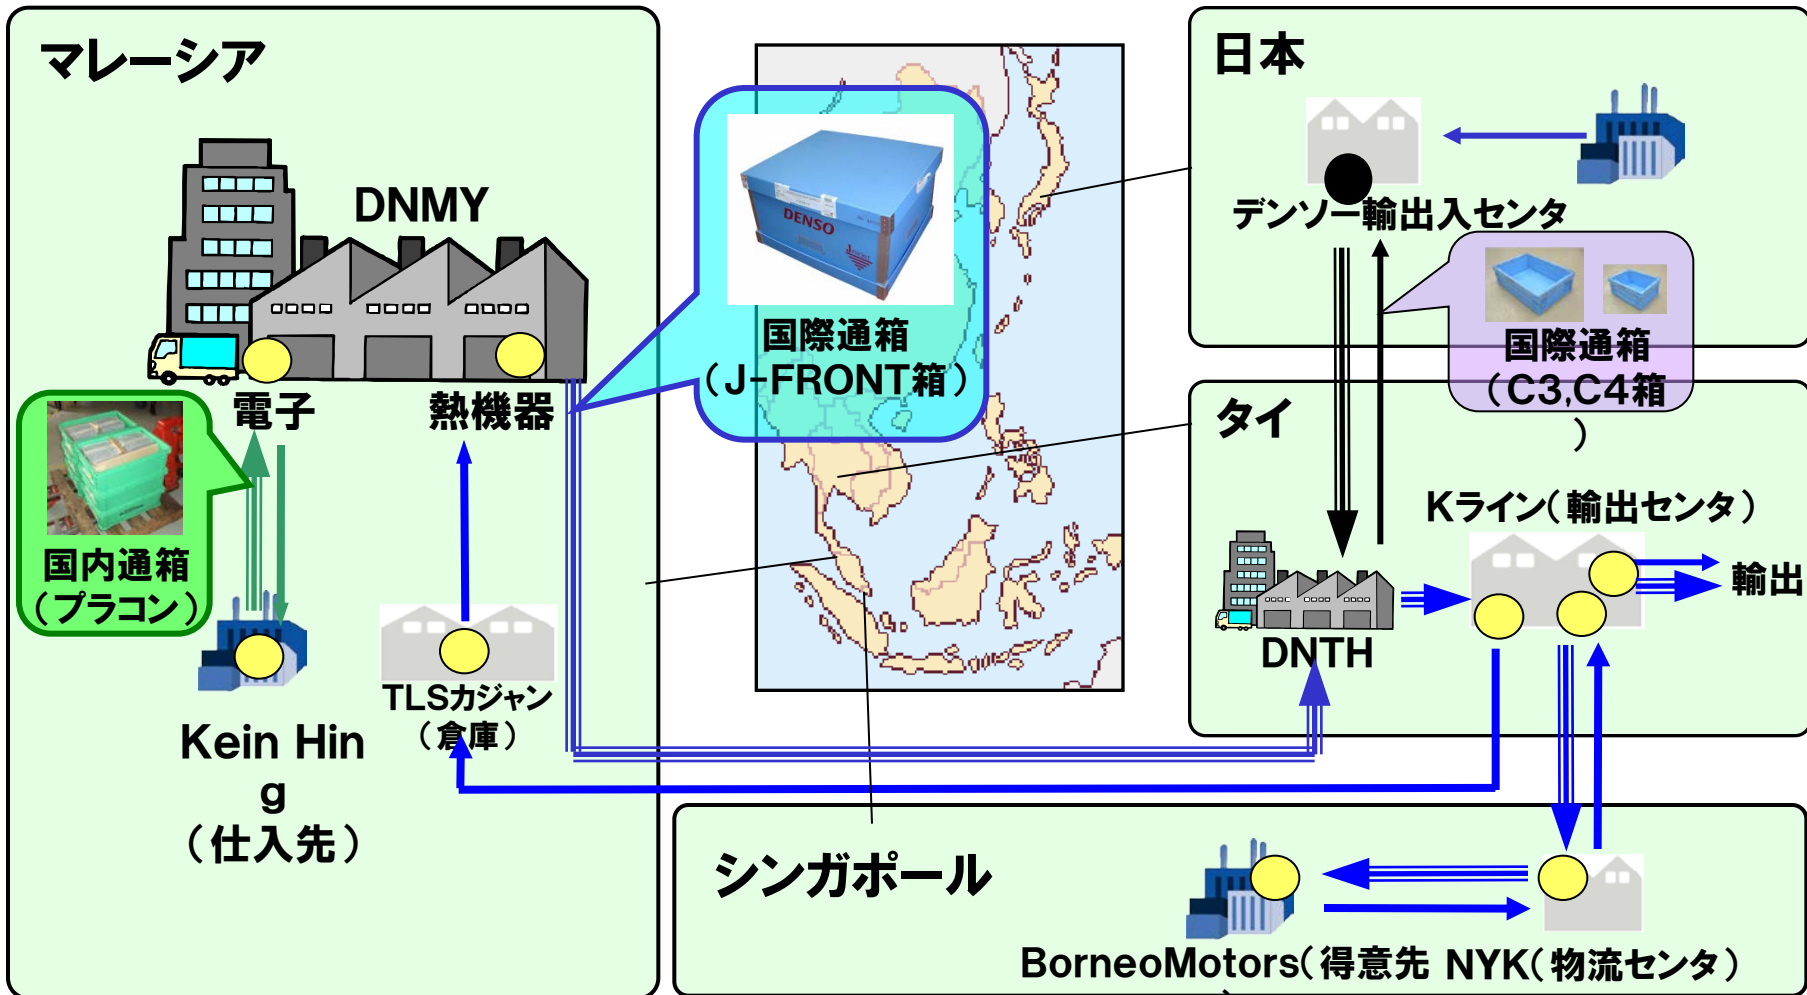 マレーシア
DNMY
電子
熱機器
国内通箱
（プラコン）
Kein Hin
g
（仕入先）
TLSカジャン
（倉庫）
DENSO
国際通箱
（J-FRONT箱）
日本
デンソー輸出入センタ
国際通箱
（C3,C4箱
）
タイ
Kライン（輸出センタ）
輸出
DNTH
シンガポール
BorneoMotors（得意先
NYK（物流センタ）